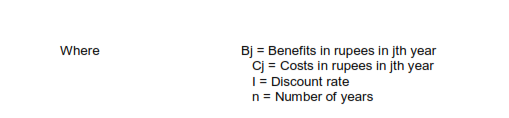 Where Bj = Benefits in rupees in jth year
Cj = Costs in rupees in jth year
I = Discount rate
n = Number of years